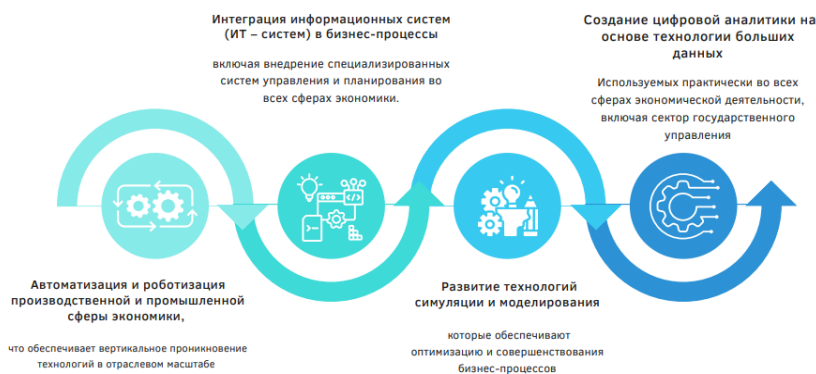 Автоматизация и роботизация
производственной и промышленной
сферы экономики,
что обеспечивает вертикальное проникновение
технологий в отраслевом масштабе
Интеграция информационных систем
(ИТ – систем) в бизнес-процессы
включая внедрение специализированных
систем управления и планирования во
всех сферах экономики.
Развитие технологий
симуляции и моделирования
которые обеспечивают
оптимизацию и совершенствования
бизнес-процессов
Создание цифровой аналитики на
основе технологии больших
данных
Используемых практически во всех
сферах экономической деятельности,
включая сектор государственного
управления